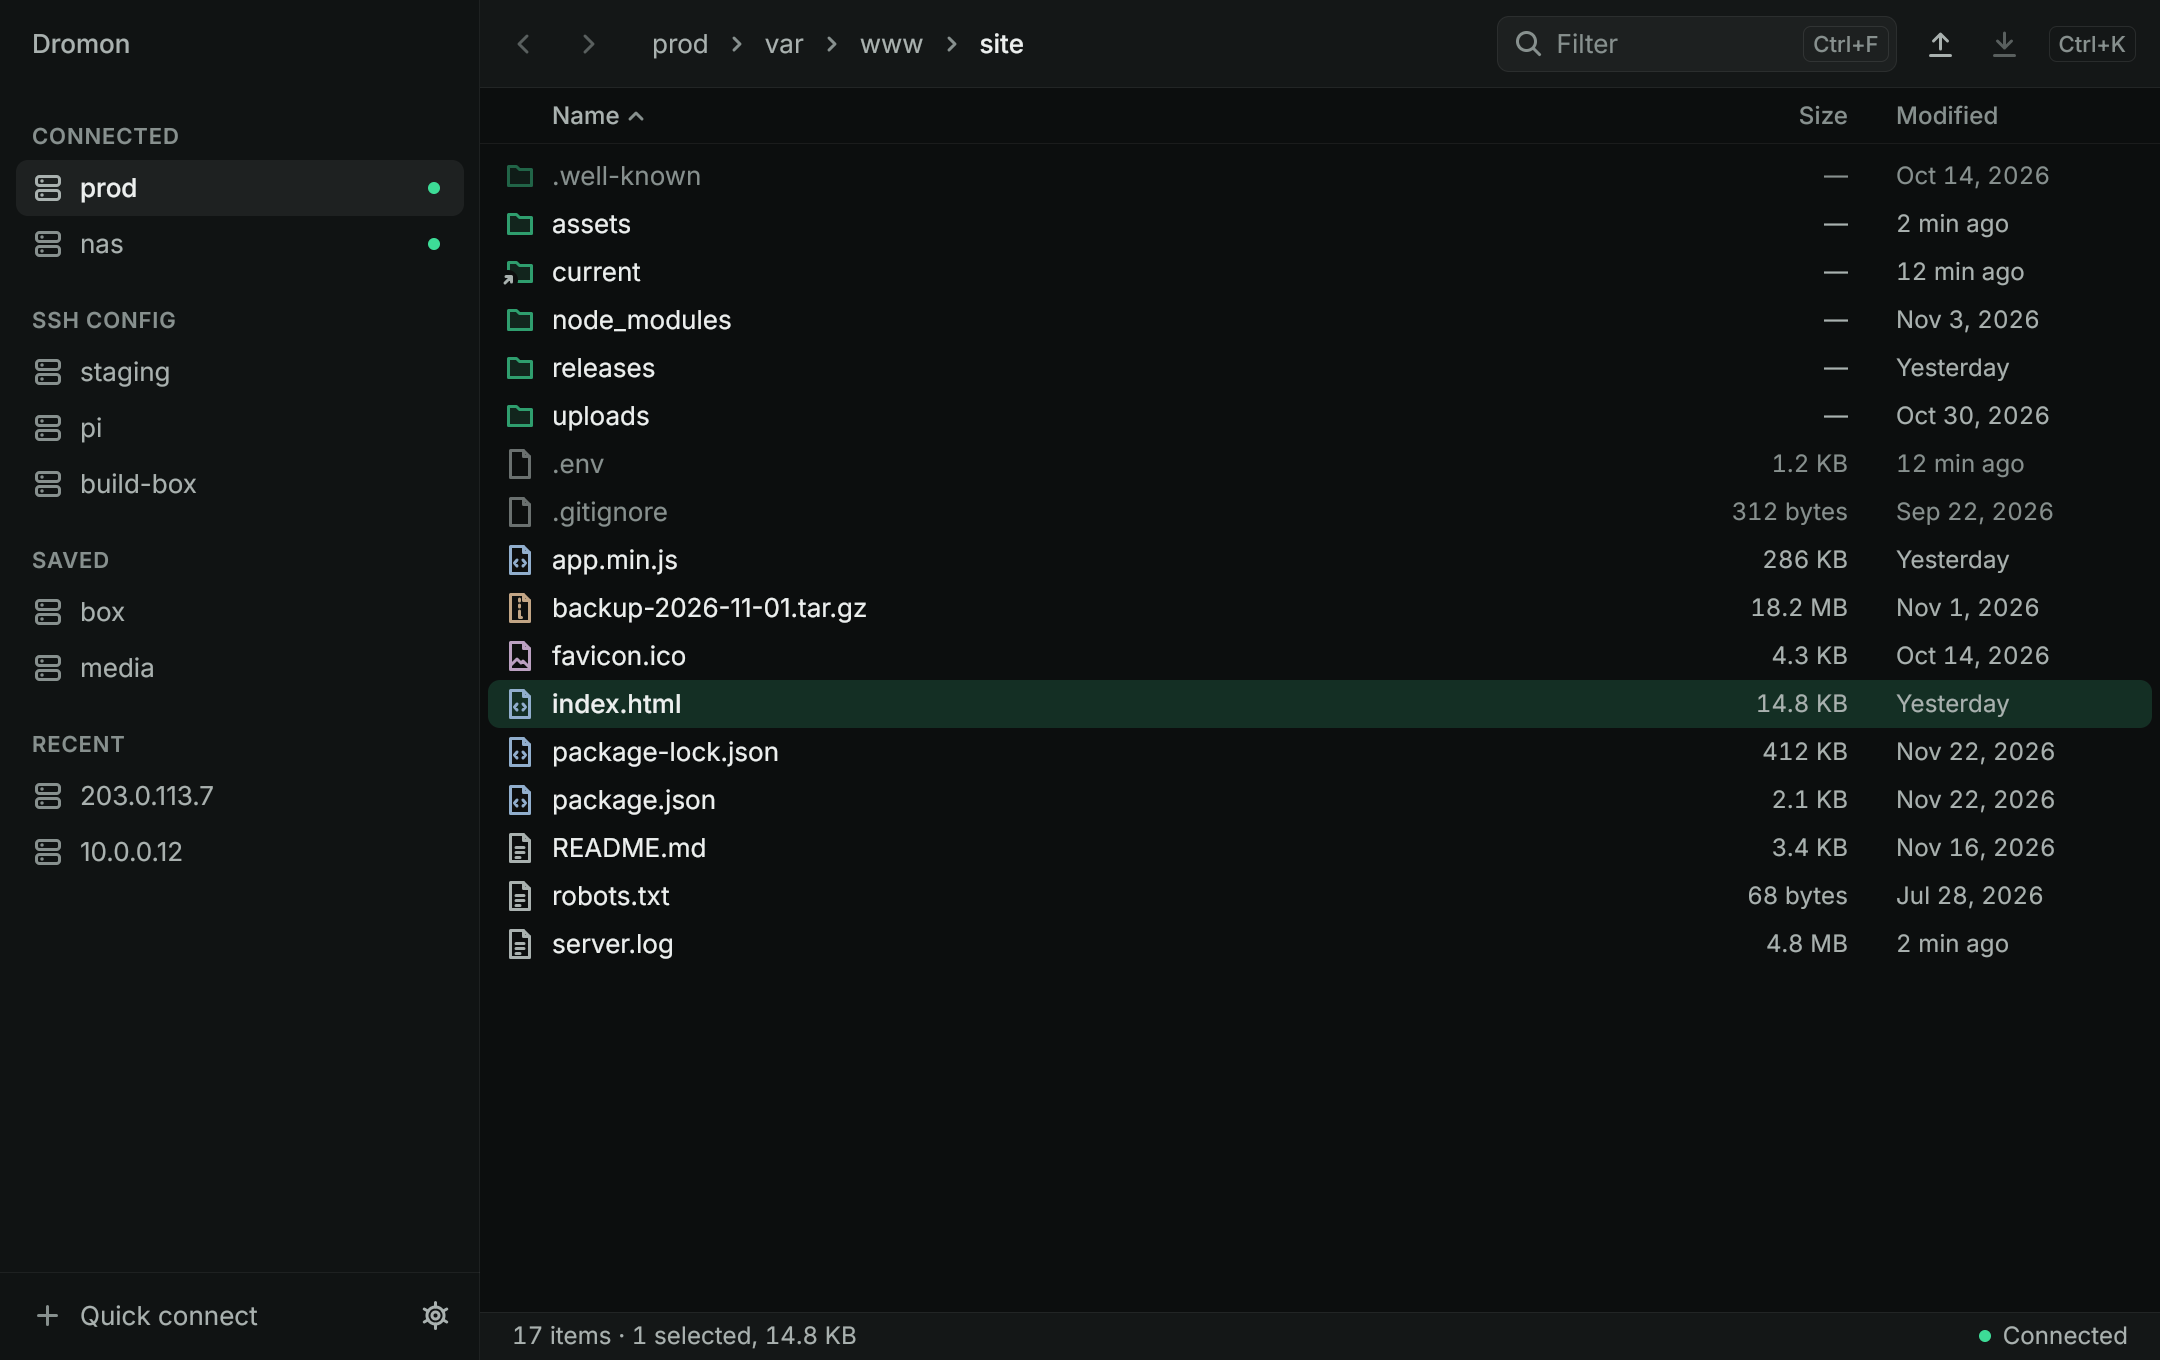 Dromon
CONNECTED
prod
nas
SSH CONFIG
staging
pi
build-box
SAVED
box
media
RECENT
203.0.113.7
10.0.0.12
Quick connect
prod > var > www > site
Filter Ctrl+F Ctrl+K
Name Size Modified
.well-known — Oct 14, 2026
assets — 2 min ago
current — 12 min ago
node_modules — Nov 3, 2026
releases — Yesterday
uploads — Oct 30, 2026
.env 1.2 KB 12 min ago
.gitignore 312 bytes Sep 22, 2026
app.min.js 286 KB Yesterday
backup-2026-11-01.tar.gz 18.2 MB Nov 1, 2026
favicon.ico 4.3 KB Oct 14, 2026
index.html 14.8 KB Yesterday
package-lock.json 412 KB Nov 22, 2026
package.json 2.1 KB Nov 22, 2026
README.md 3.4 KB Nov 16, 2026
robots.txt 68 bytes Jul 28, 2026
server.log 4.8 MB 2 min ago
17 items · 1 selected, 14.8 KB Connected